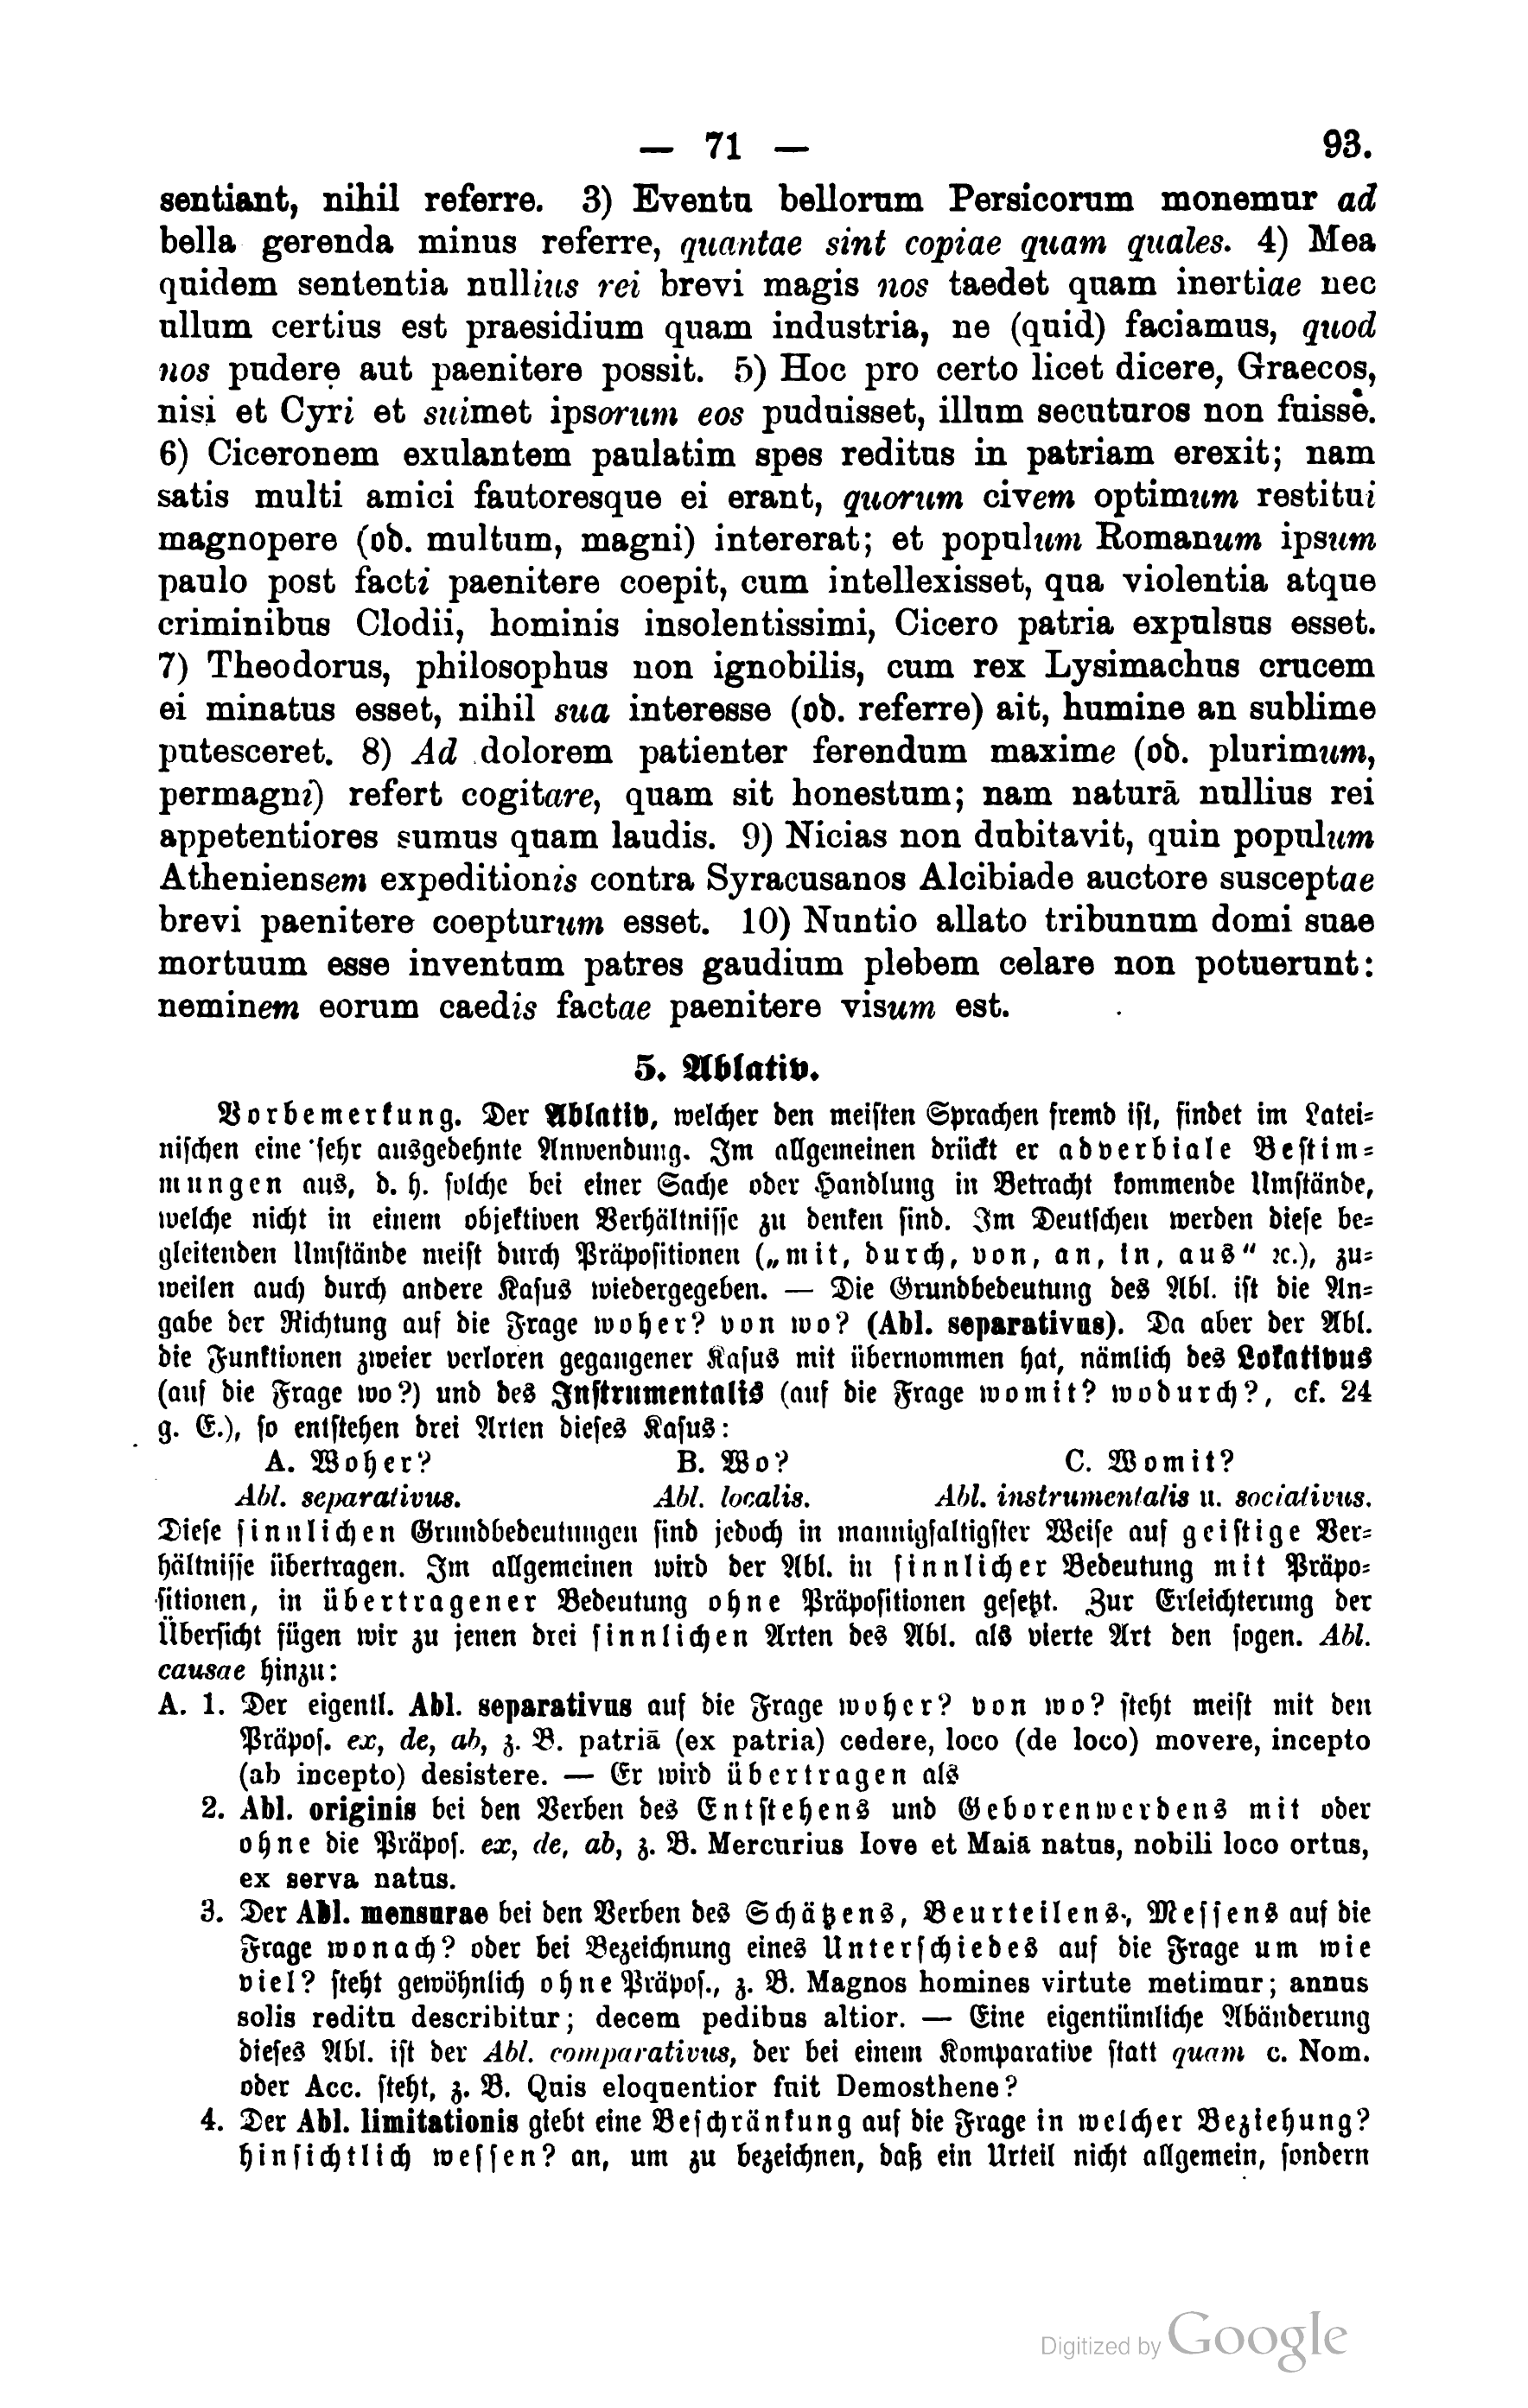 — 71 — 93.
sentiant, nihil referre. 3) Eventu bellorum Persicorum monemur ad
bella gerenda minus referre, quantae sint copiae quam quales. 4) Mea
quidem sententia nullius rei brevi magis nos taedet quam inertiae nec
ullum certius est praesidium quam industria, ne (quid) faciamus, quod
nos pudere aut paenitere possit. 5) Hoc pro certo licet dicere, Graecos,
nisi et Cyri et suimet ipsorum eos puduisset, illum secuturos non fuisse.
6) Ciceronem exulantem paulatim spes reditus in patriam erexit; nam
satis multi amici fautoresque ei erant, quorum civem optimum restitui
magnopere (od. multum, magni) intererat; et populum Romanum ipsum
paulo post facti paenitere coepit, cum intellexisset, qua violentia atque
criminibus Clodii, hominis insolentissimi, Cicero patria expulsus esset.
7) Theodorus, philosophus non ignobilis, cum rex Lysimachus crucem
ei minatus esset, nihil sua interesse (od. referre) ait, humine an sublime
putesceret. 8) Ad dolorem patienter ferendum maxime (od. plurimum,
permagni) refert cogitare, quam sit honestum; nam naturā nullius rei
appetentiores sumus quam laudis. 9) Nicias non dubitavit, quin populum
Atheniensem expeditionis contra Syracusanos Alcibiade auctore susceptae
brevi paenitere coepturum esset. 10) Nuntio allato tribunum domi suae
mortuum esse inventum patres gaudium plebem celare non potuerunt:
neminem eorum caedis factae paenitere visum est.
5. Ablativ.
Vorbemerkung. Der Ablativ, welcher den meisten Sprachen fremd ist, findet im Latei-
nischen eine sehr ausgedehnte Anwendung. Im allgemeinen drückt er adverbiale Bestim-
mungen aus, d. h. solche bei einer Sache oder Handlung in Betracht kommende Umstände,
welche nicht in einem objektiven Verhältnisse zu denken sind. Im Deutschen werden diese be-
gleitenden Umstände meist durch Präpositionen („mit, durch, von, an, in, aus" ꝛc.), zu-
weilen auch durch andere Kasus wiedergegeben. — Die Grundbedeutung des Abl. ist die An-
gabe der Richtung auf die Frage woher? von wo? (Abl. separativus). Da aber der Abl.
die Funktionen zweier verloren gegangener Kasus mit übernommen hat, nämlich des Lokativus
(auf die Frage wo?) und des Instrumentalis (auf die Frage womit? wodurch?, cf. 24
g. E.), so entstehen drei Arten dieses Kasus:
A. Woher? B. Wo? C. Womit?
Abl. separativus. Abl. localis. Abl. instrumentalis u. sociativus.
Diese sinnlichen Grundbedeutungen sind jedoch in mannigfaltigster Weise auf geistige Ver-
hältnisse übertragen. Im allgemeinen wird der Abl. in sinnlicher Bedeutung mit Präpo-
sitionen, in übertragener Bedeutung ohne Präpositionen gesetzt. Zur Erleichterung der
Übersicht fügen wir zu jenen drei sinnlichen Arten des Abl. als vierte Art den sogen. Abl.
causae hinzu:
A. 1. Der eigentl. Abl. separativus auf die Frage woher? von wo? steht meist mit den
Präpos. ex, de, ab, z. B. patriā (ex patria) cedere, loco (de loco) movere, incepto
(ab incepto) desistere. — Er wird übertragen als
2. Abl. originis bei den Verben des Entstehens und Geborenwerdens mit oder
ohne die Präpos. ex, de, ab, z. B. Mercurius Iove et Maiā natus, nobili loco ortus,
ex serva natus.
3. Der Abl. mensurae bei den Verben des Schätzens, Beurteilens, Messens auf die
Frage wonach? oder bei Bezeichnung eines Unterschiedes auf die Frage um wie
viel? steht gewöhnlich ohne Präpos., z. B. Magnos homines virtute metimur; annus
solis reditu describitur; decem pedibus altior. — Eine eigentümliche Abänderung
dieses Abl. ist der Abl. comparativus, der bei einem Komparative statt quam c. Nom.
oder Acc. steht, z. B. Quis eloquentior fuit Demosthene?
4. Der Abl. limitationis giebt eine Beschränkung auf die Frage in welcher Beziehung?
hinsichtlich wessen? an, um zu bezeichnen, daß ein Urteil nicht allgemein, sondern
Digitized by Google